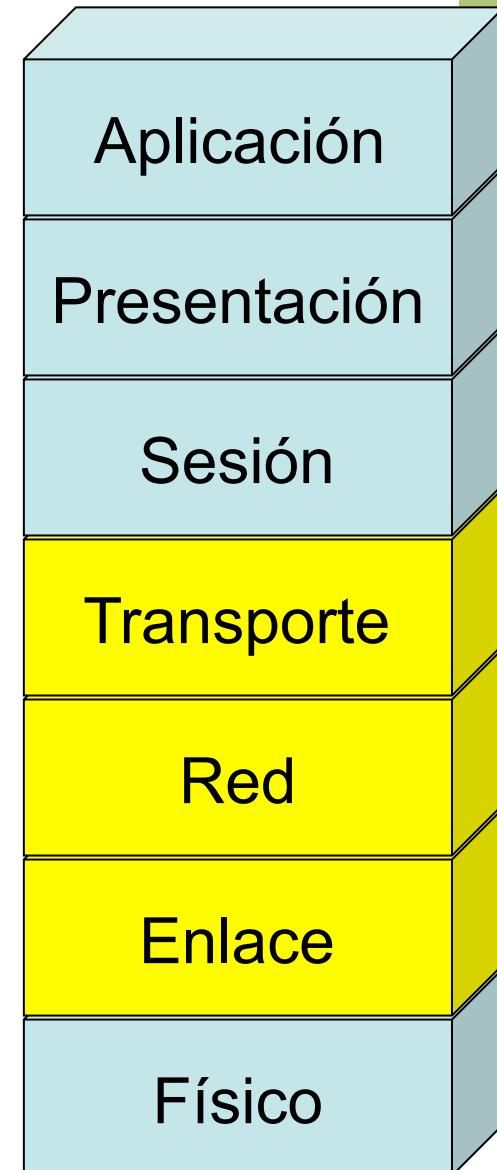 Aplicación
Presentación
Sesión
Transporte
Red
Enlace
Físico